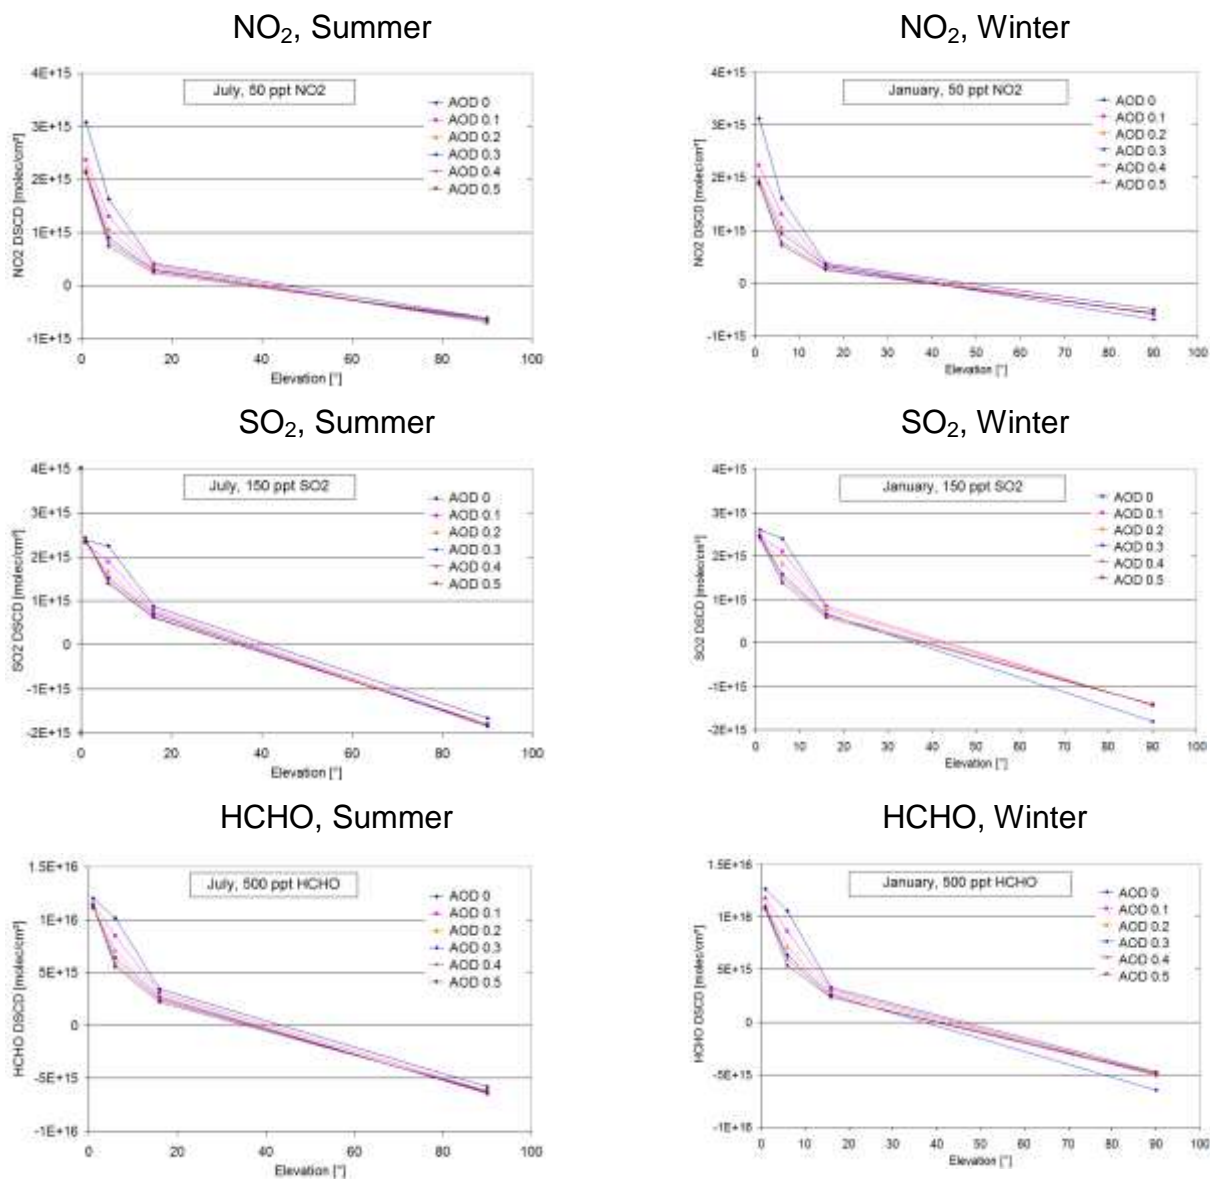 NO₂, Summer
4E+15
3E+15
2E+15
1E+15
0
-1E+15
NO2 DSCD [molec/cm²]
July, 50 ppt NO2
AOD 0
AOD 0.1
AOD 0.2
AOD 0.3
AOD 0.4
AOD 0.5
0 20 40 60 80 100
Elevation [°]
NO₂, Winter
4E+15
3E+15
2E+15
1E+15
0
-1E+15
NO2 DSCD [molec/cm²]
January, 50 ppt NO2
AOD 0
AOD 0.1
AOD 0.2
AOD 0.3
AOD 0.4
AOD 0.5
0 10 20 30 40 50 60 70 80 90 100
Elevation [°]
SO₂, Summer
4E+15
3E+15
2E+15
1E+15
0
-1E+15
-2E+15
SO2 DSCD [molec/cm²]
July, 150 ppt SO2
AOD 0
AOD 0.1
AOD 0.2
AOD 0.3
AOD 0.4
AOD 0.5
0 20 40 60 80 100
Elevation [°]
SO₂, Winter
4E+15
3E+15
2E+15
1E+15
0
-1E+15
-2E+15
SO2 DSCD [molec/cm²]
January, 150 ppt SO2
AOD 0
AOD 0.1
AOD 0.2
AOD 0.3
AOD 0.4
AOD 0.5
0 10 20 30 40 50 60 70 80 90 100
Elevation [°]
HCHO, Summer
1.5E+16
1E+16
5E+15
0
-5E+15
-1E+16
HCHO DSCD [molec/cm²]
July, 500 ppt HCHO
AOD 0
AOD 0.1
AOD 0.2
AOD 0.3
AOD 0.4
AOD 0.5
0 20 40 60 80 100
Elevation [°]
HCHO, Winter
1.5E+16
1E+16
5E+15
0
-5E+15
-1E+16
HCHO DSCD [molec/cm²]
January, 500 ppt HCHO
AOD 0
AOD 0.1
AOD 0.2
AOD 0.3
AOD 0.4
AOD 0.5
0 10 20 30 40 50 60 70 80 90 100
Elevation [°]